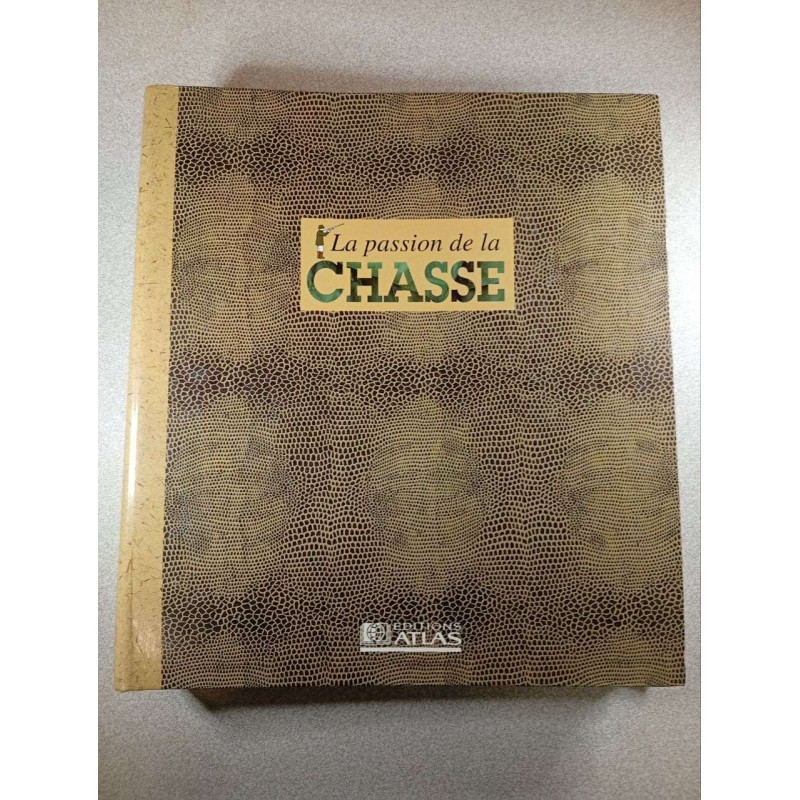 La passion de la
CHASSE
EDITIONS
ATLAS